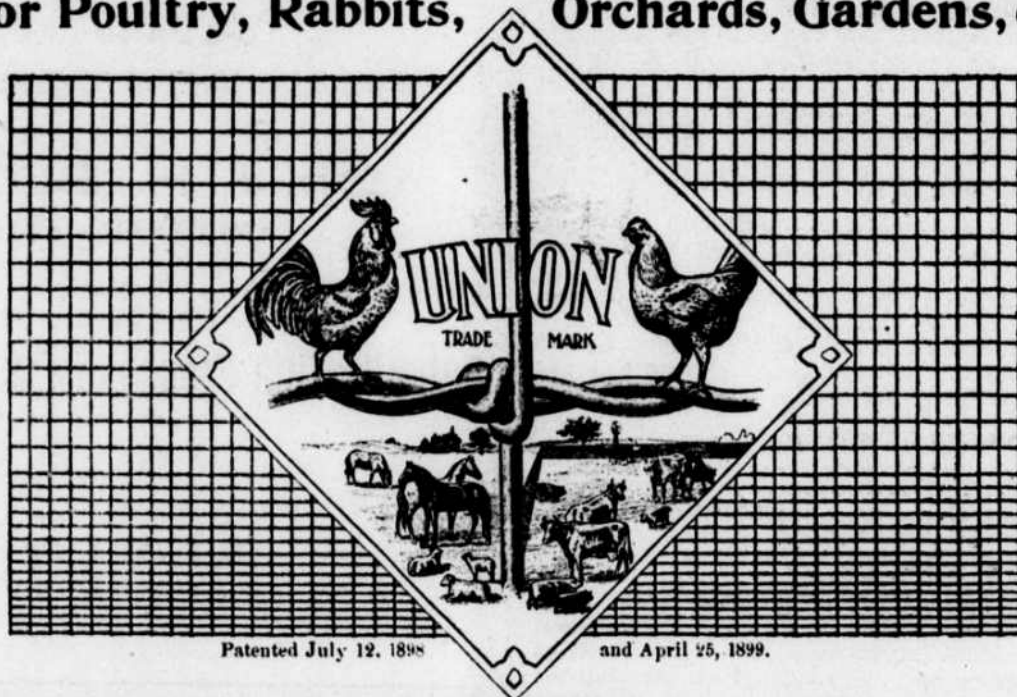 or Poultry, Rabbits, Orchards, Gardens,
UNION
TRADE MARK
Patented July 12, 1898 and April 25, 1899.